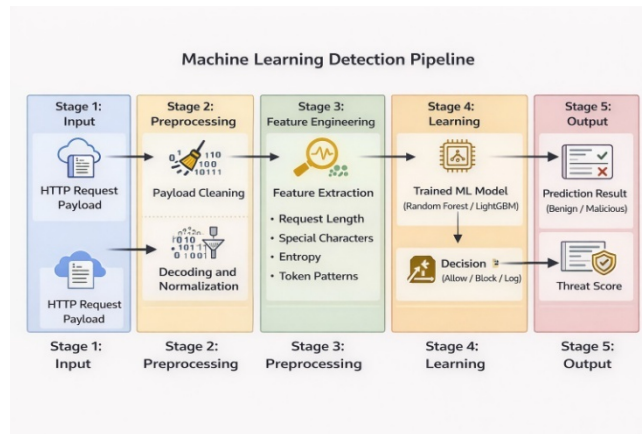 Machine Learning Detection Pipeline
Stage 1:
Input
HTTP Request
Payload
HTTP Request
Payload
Stage 2:
Preprocessing
Payload Cleaning
Decoding and
Normalization
Stage 3:
Feature Engineering
Feature Extraction
• Request Length
• Special Characters
• Entropy
• Token Patterns
Stage 4:
Learning
Trained ML Model
(Random Forest / LightGBM)
Decision
(Allow / Block / Log)
Stage 5:
Output
Prediction Result
(Benign / Malicious)
Threat Score
Stage 1:
Input
Stage 2:
Preprocessing
Stage 3:
Preprocessing
Stage 4:
Learning
Stage 5:
Output